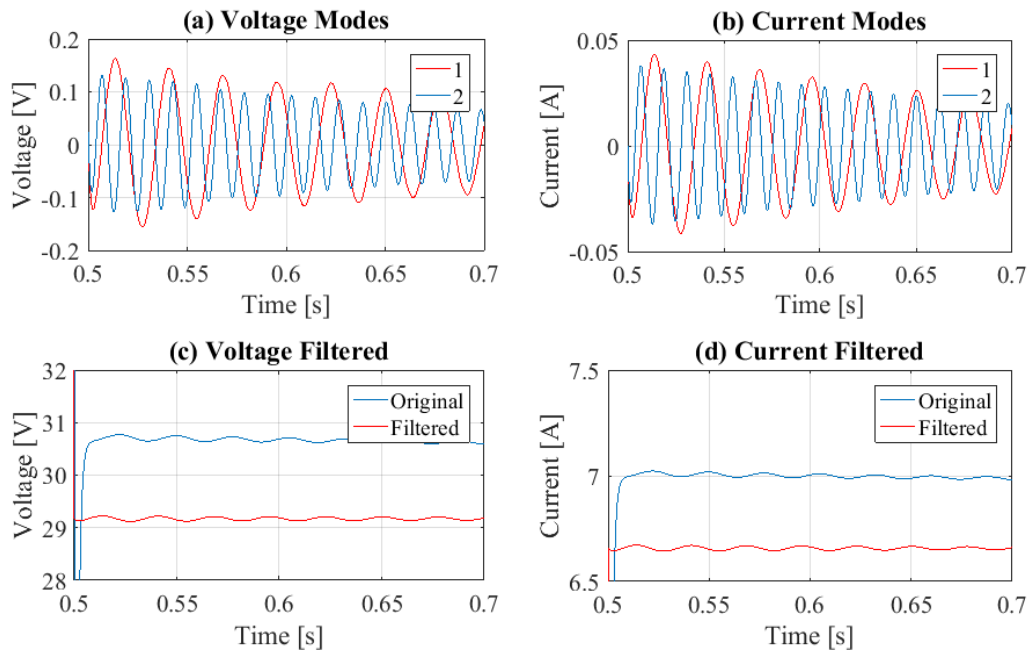 (a) Voltage Modes
0.2
0.1
0
-0.1
-0.2
Voltage [V]
1
2
0.5
0.55
0.6
0.65
0.7
Time [s]
(b) Current Modes
0.05
0
-0.05
Current [A]
1
2
0.5
0.55
0.6
0.65
0.7
Time [s]
(c) Voltage Filtered
32
31
30
29
28
Voltage [V]
Original
Filtered
0.5
0.55
0.6
0.65
0.7
Time [s]
(d) Current Filtered
7.5
7
6.5
Current [A]
Original
Filtered
0.5
0.55
0.6
0.65
0.7
Time [s]